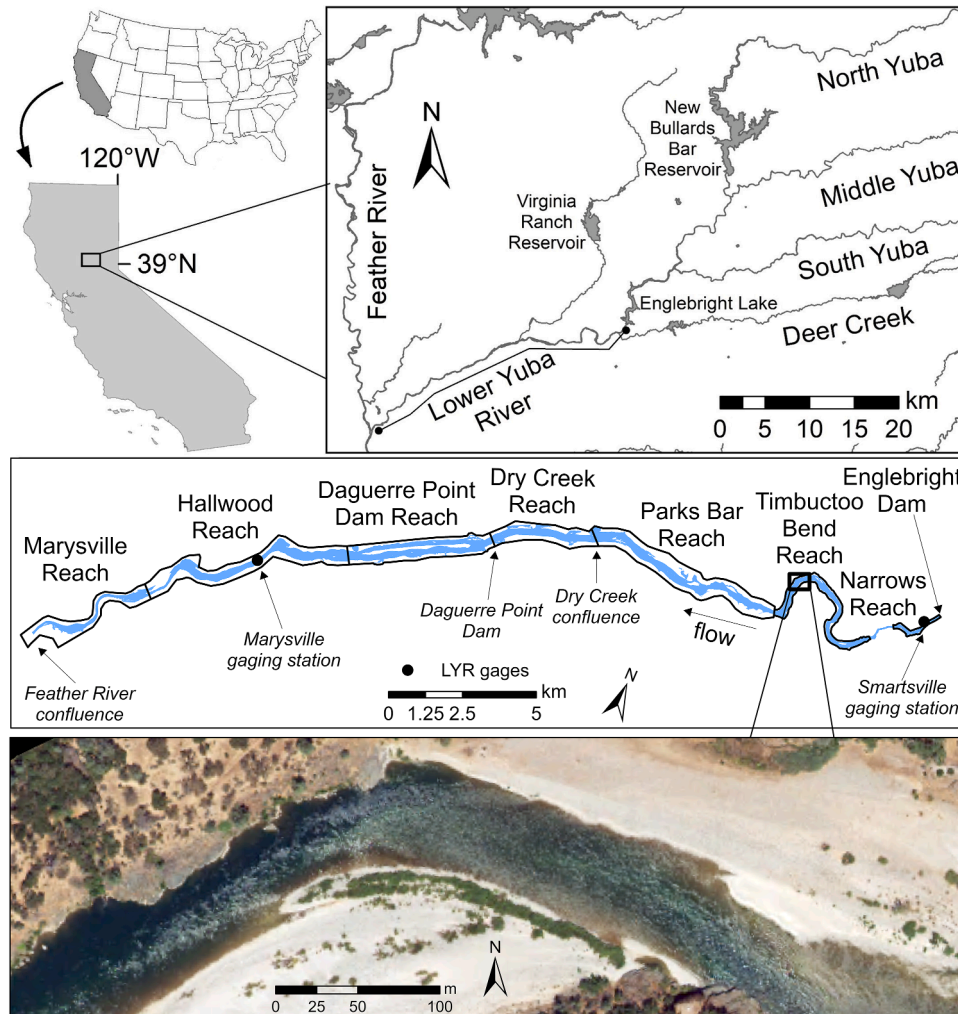 120°W
39°N
North Yuba
New
Bullards
Bar
Reservoir
N
Middle Yuba
Virginia
Ranch
Reservoir
Feather River
South Yuba
Englebright Lake
Deer Creek
Lower Yuba
River
km
0 5 10 15 20
Englebright
Dam
Dry Creek
Reach
Timbuctoo
Bend
Reach
Daguerre Point
Dam Reach
Hallwood
Reach
Parks Bar
Reach
Marysville
Reach
Narrows
Reach
Daguerre Point
Dam
Dry Creek
confluence
flow
Marysville
gaging station
LYR gages
Feather River
confluence
km
0 1.25 2.5 5
N
Smartsville
gaging station
N
m
0 25 50 100